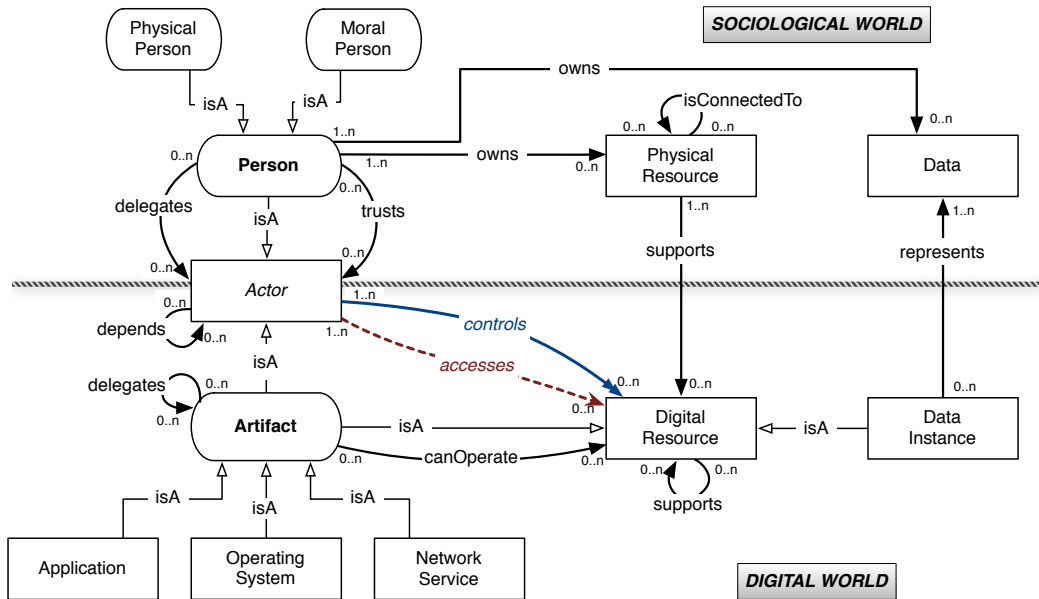 Physical
Person
Moral
Person
SOCIOLOGICAL WORLD
owns
isA
isA
isConnectedTo
0..n
0..n
1..n
0..n
0..n
Person
1..n
owns
0..n
Physical
Resource
Data
0..n
delegates
isA
trusts
1..n
1..n
supports
represents
0..n
0..n
Actor
0..n
1..n
depends
0..n
1..n
controls
accesses
isA
delegates
0..n
0..n
0..n
0..n
0..n
0..n
Artifact
isA
Digital
Resource
isA
Data
Instance
0..n
canOperate
0..n
0..n
0..n
supports
isA
isA
isA
Application
Operating
System
Network
Service
DIGITAL WORLD